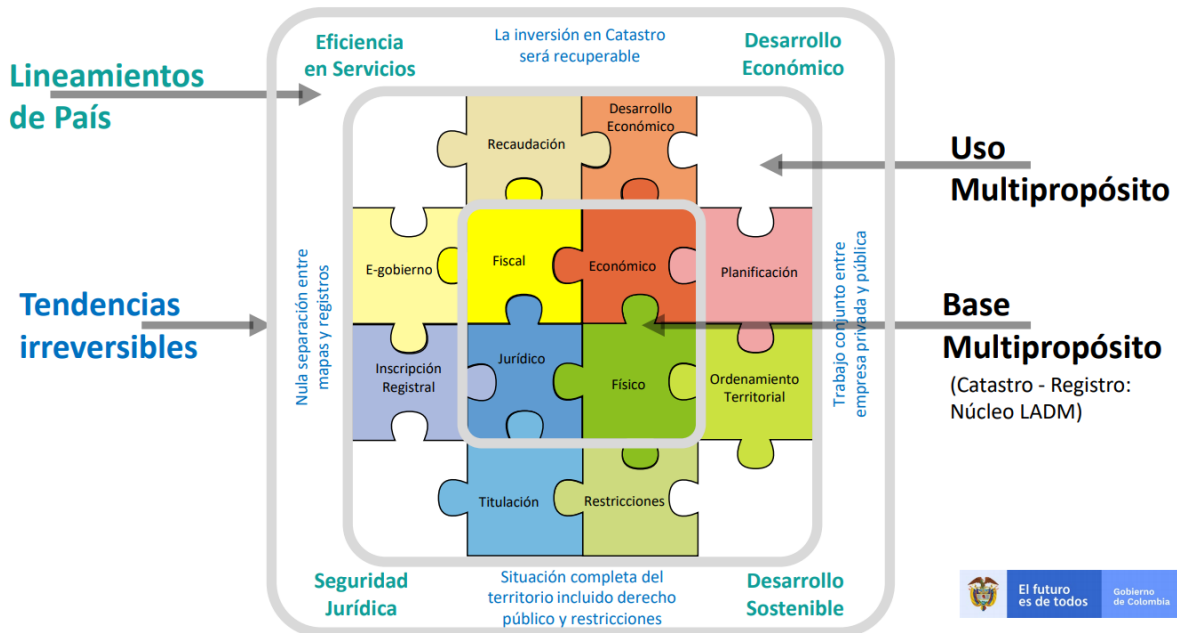 Lineamientos
de País
Tendencias
irreversibles
Eficiencia
en Servicios
La inversión en Catastro
será recuperable
Desarrollo
Económico
Nula separación entre
mapas y registros
Recaudación
Desarrollo
Económico
E-gobierno
Fiscal
Económico
Planificación
Inscripción
Registral
Jurídico
Físico
Ordenamiento
Territorial
Titulación
Restricciones
Trabajo conjunto entre
empresa privada y pública
Seguridad
Jurídica
Situación completa del
territorio incluido derecho
público y restricciones
Desarrollo
Sostenible
Uso
Multipropósito
Base
Multipropósito
(Catastro - Registro:
Núcleo LADM)
El futuro
es de todos
Gobierno
de Colombia